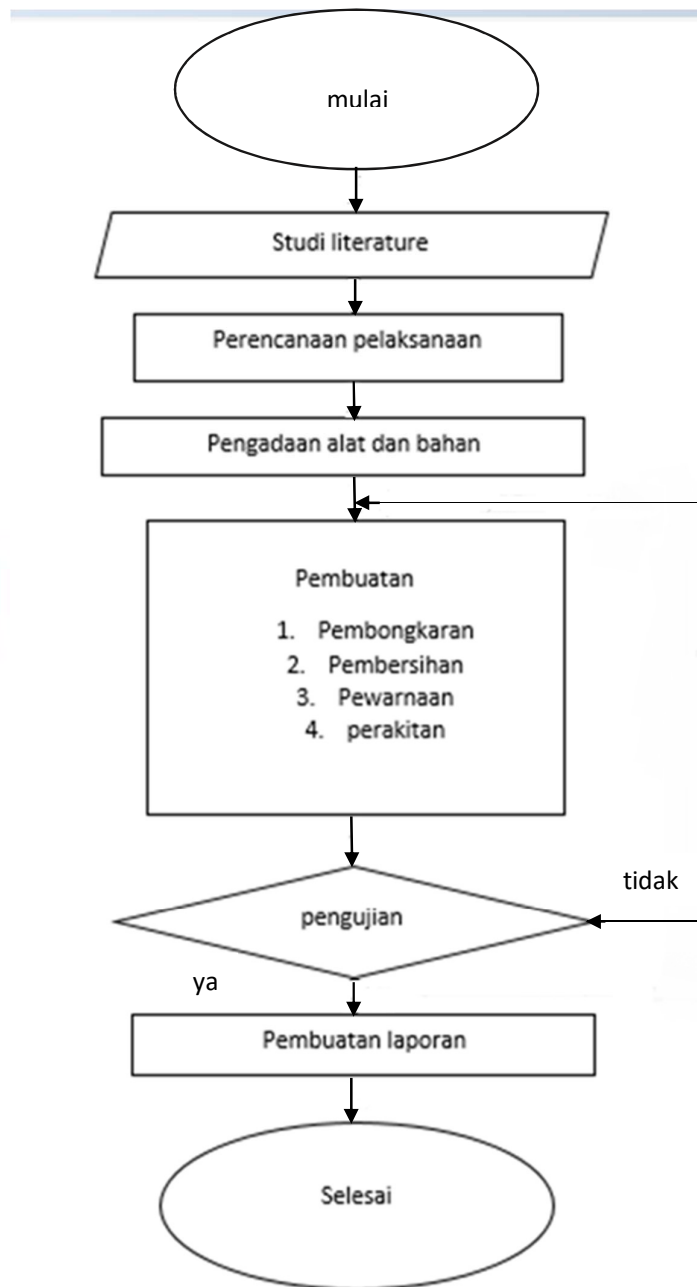 mulai
Studi literature
Perencanaan pelaksanaan
Pengadaan alat dan bahan
Pembuatan
1. Pembongkaran
2. Pembersihan
3. Pewarnaan
4. perakitan
tidak
pengujian
ya
Pembuatan laporan
Selesai